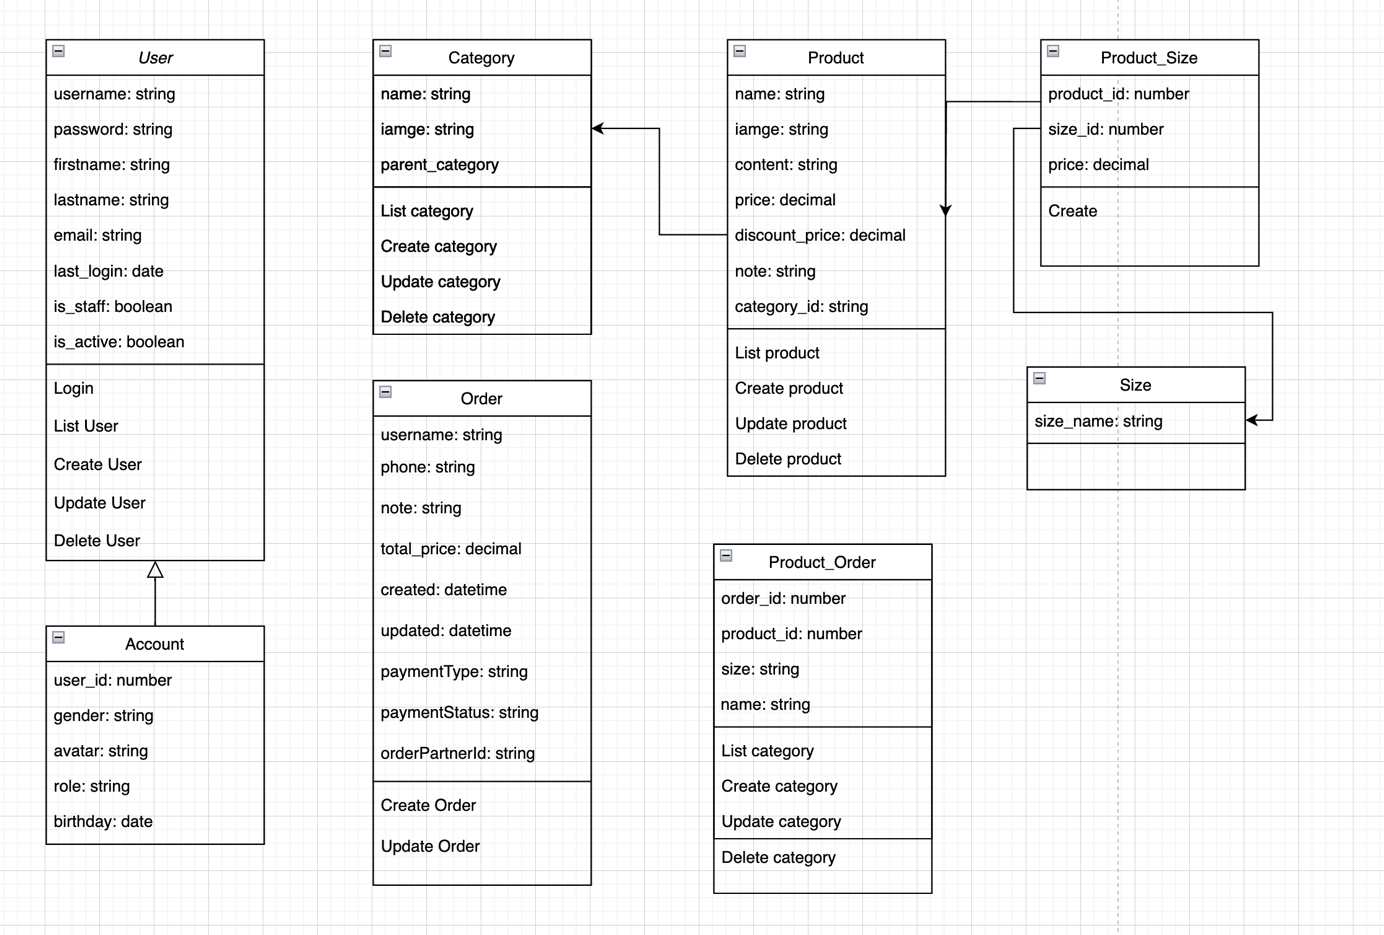 User
username: string
password: string
firstname: string
lastname: string
email: string
last_login: date
is_staff: boolean
is_active: boolean
Login
List User
Create User
Update User
Delete User
Account
user_id: number
gender: string
avatar: string
role: string
birthday: date
Category
name: string
iamge: string
parent_category
List category
Create category
Update category
Delete category
Order
username: string
phone: string
note: string
total_price: decimal
created: datetime
updated: datetime
paymentType: string
paymentStatus: string
orderPartnerId: string
Create Order
Update Order
Product
name: string
iamge: string
content: string
price: decimal
discount_price: decimal
note: string
category_id: string
List product
Create product
Update product
Delete product
Product_Order
order_id: number
product_id: number
size: string
name: string
List category
Create category
Update category
Delete category
Product_Size
product_id: number
size_id: number
price: decimal
Create
Size
size_name: string